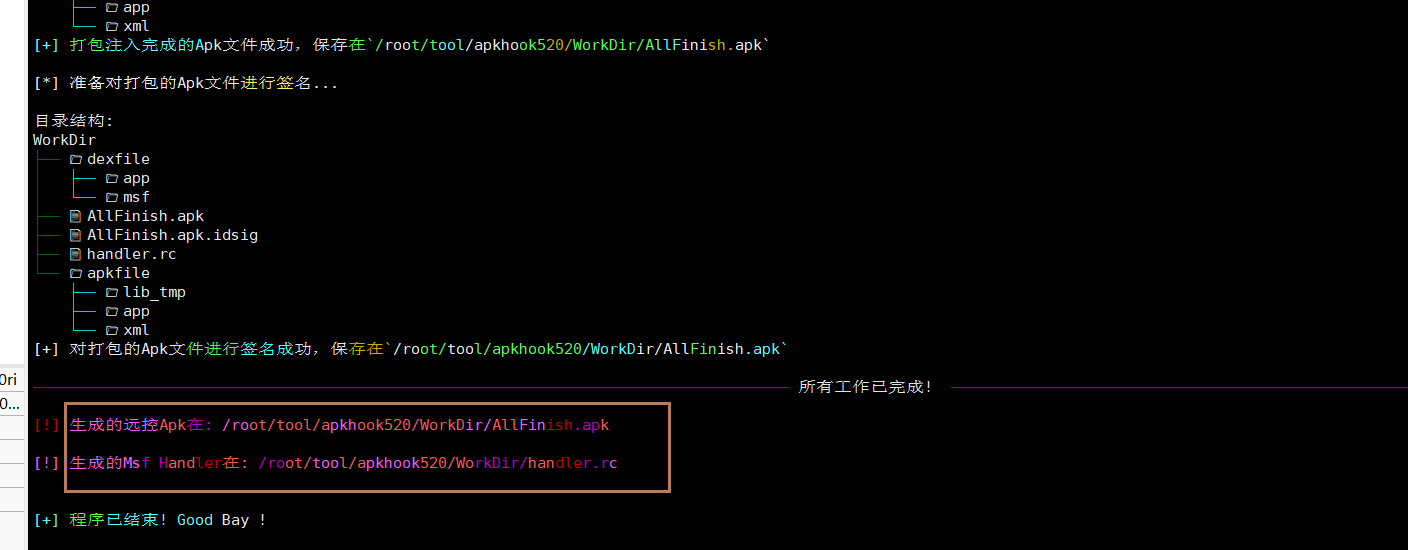 app
xml
[+] 打包注入完成的Apk文件成功，保存在`/root/tool/apkhook520/WorkDir/AllFinish.apk`
[*] 准备对打包的Apk文件进行签名...
目录结构:
WorkDir
dexfile
app
msf
AllFinish.apk
AllFinish.apk.idsig
handler.rc
apkfile
lib_tmp
app
xml
[+] 对打包的Apk文件进行签名成功，保存在`/root/tool/apkhook520/WorkDir/AllFinish.apk`
0ri
所有工作已完成!
0...
[!] 生成的远控Apk在: /root/tool/apkhook520/WorkDir/AllFinish.apk
[!] 生成的Msf Handler在: /root/tool/apkhook520/WorkDir/handler.rc
[+] 程序已结束! Good Bay !